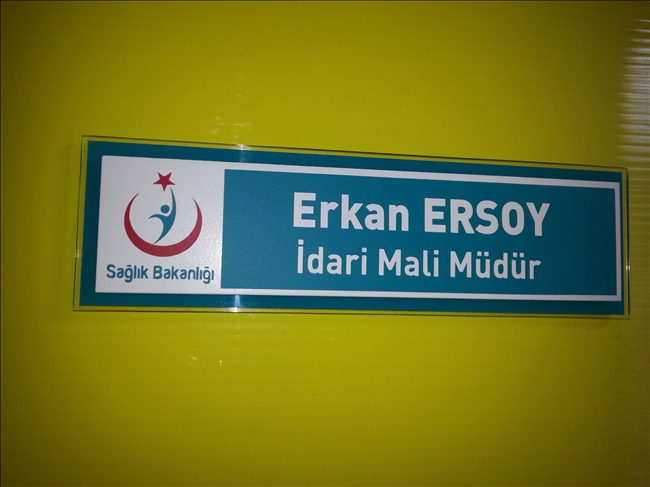 Sağlık Bakanlığı
Erkan ERSOY
İdari Mali Müdür